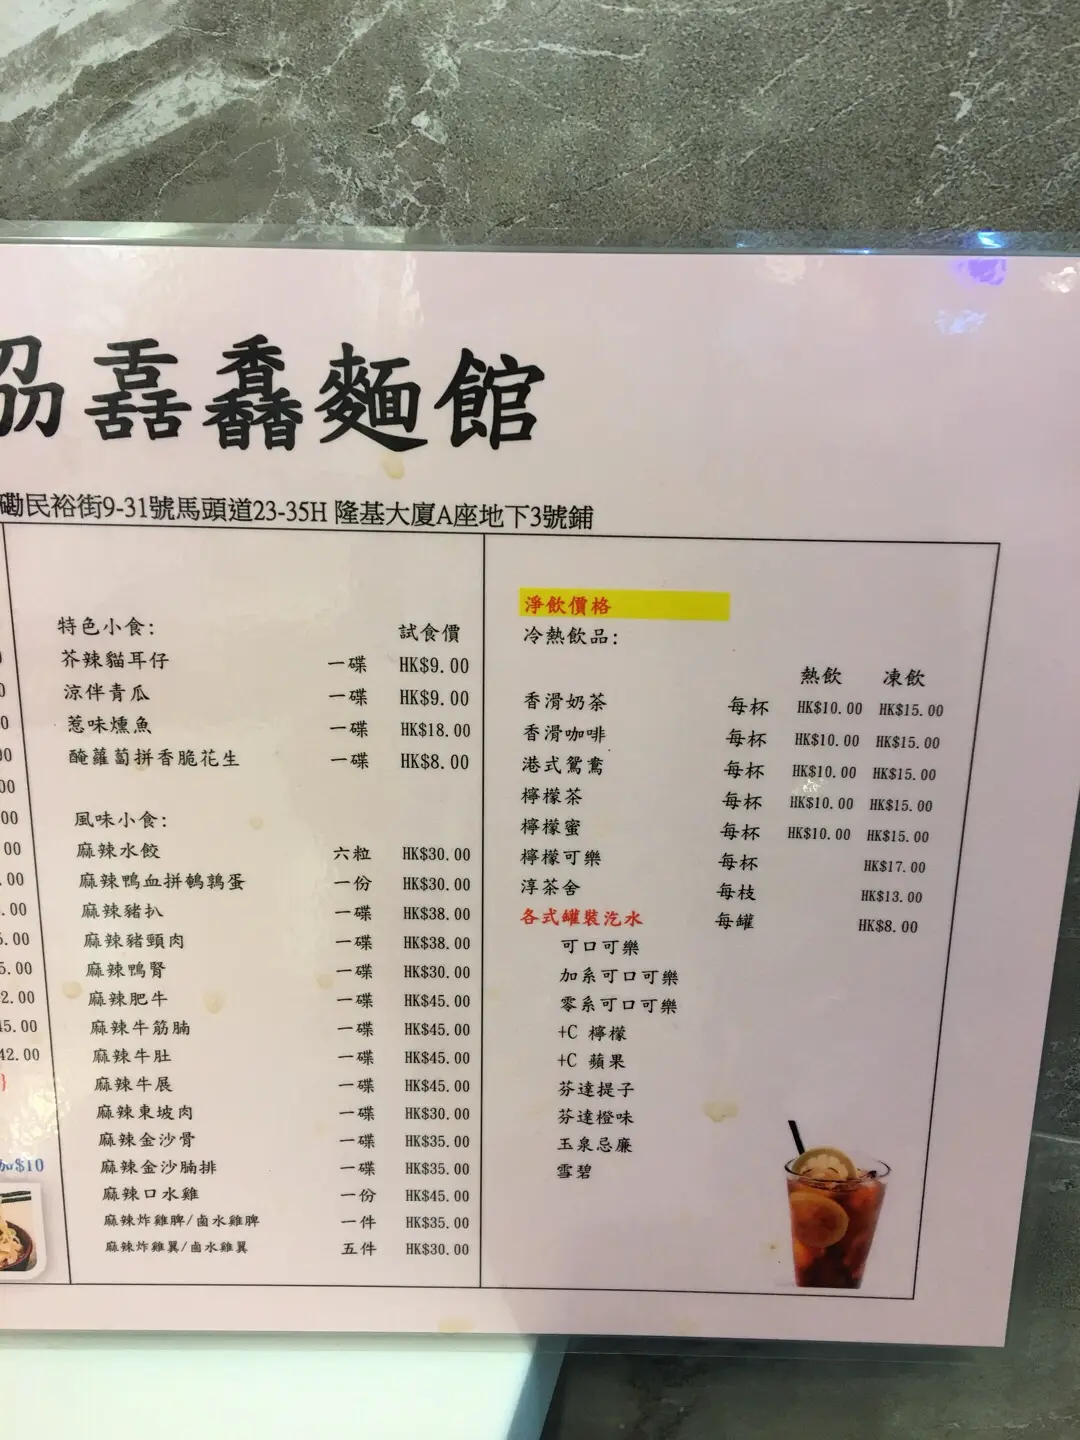 刕嚞馫麵館
磡民裕街9-31號馬頭道23-35H 隆基大廈A座地下3號鋪
特色小食: 試食價
芥辣貓耳仔 一碟 HK$9.00
涼伴青瓜 一碟 HK$9.00
惹味燻魚 一碟 HK$18.00
醃蘿蔔拼香脆花生 一碟 HK$8.00
風味小食:
麻辣水餃 六粒 HK$30.00
麻辣鴨血拼鵪鶉蛋 一份 HK$30.00
麻辣豬扒 一碟 HK$38.00
麻辣豬頸肉 一碟 HK$38.00
麻辣鴨腎 一碟 HK$30.00
麻辣肥牛 一碟 HK$45.00
麻辣牛筋腩 一碟 HK$45.00
麻辣牛肚 一碟 HK$45.00
麻辣牛展 一碟 HK$45.00
麻辣東坡肉 一碟 HK$30.00
麻辣金沙骨 一碟 HK$35.00
麻辣金沙腩排 一碟 HK$35.00
麻辣口水雞 一份 HK$45.00
麻辣炸雞脾/鹵水雞脾 一件 HK$35.00
麻辣炸雞翼/鹵水雞翼 五件 HK$30.00
淨飲價格
冷熱飲品:
熱飲 凍飲
香滑奶茶 每杯 HK$10.00 HK$15.00
香滑咖啡 每杯 HK$10.00 HK$15.00
港式鴛鴦 每杯 HK$10.00 HK$15.00
檸檬茶 每杯 HK$10.00 HK$15.00
檸檬蜜 每杯 HK$10.00 HK$15.00
檸檬可樂 每杯 HK$17.00
淳茶舍 每枝 HK$13.00
各式罐裝汔水 每罐 HK$8.00
可口可樂
加系可口可樂
零系可口可樂
+C 檸檬
+C 蘋果
芬達提子
芬達橙味
玉泉忌廉
雪碧
加$10